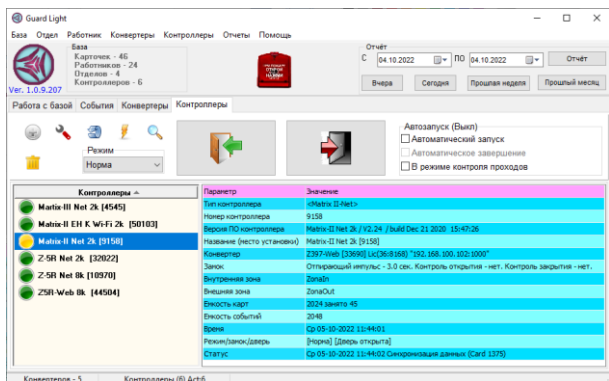 Guard Light
База Отдел Работник Конвертеры Контроллеры Отчеты Помощь
База
Карточек - 46
Работников - 24
Отделов - 4
Контроллеров - 6
Ver. 1.0.9.207
Отчёт
С 04.10.2022 ПО 04.10.2022 Отчёт
Вчера Сегодня Прошлая неделя Прошлый месяц
Работа с базой События Конвертеры Контроллеры
Режим
Норма
Автозапуск (Выкл)
Автоматический запуск
Автоматическое завершение
В режиме контроля проходов
Контроллеры
Matrix-III Net 2k [4545]
Matrix-II EH K Wi-Fi 2k [50103]
Matrix-II Net 2k [9158]
Z-5R Net 2k [32022]
Z-5R Net 8k [10970]
Z5R-Web 8k [44504]
Параметр Значение
Тип контроллера <Matrix II-Net>
Номер контроллера 9158
Версия ПО контроллера Matrix-II Net 2k / V2.24 / build Dec 21 2020 15:47:26
Название (место установки) Matrix-II Net 2k [9158]
Конвертер Z397-Web [33690] Lic(36:8168) "192.168.100.102:1000"
Замок Отпирающий импульс - 3.0 сек. Контроль открытия - нет. Контроль закрытия - нет.
Внутренняя зона ZonaIn
Внешняя зона ZonaOut
Емкость карт 2024 занято 45
Емкость событий 2048
Время Ср 05-10-2022 11:44:01
Режим/замок/дверь [Норма] [Дверь открыта]
Статус Ср 05-10-2022 11:44:02 Синхронизация данных (Card 1375)
Конвертеров - 5 Контроллеры (6) Act:6